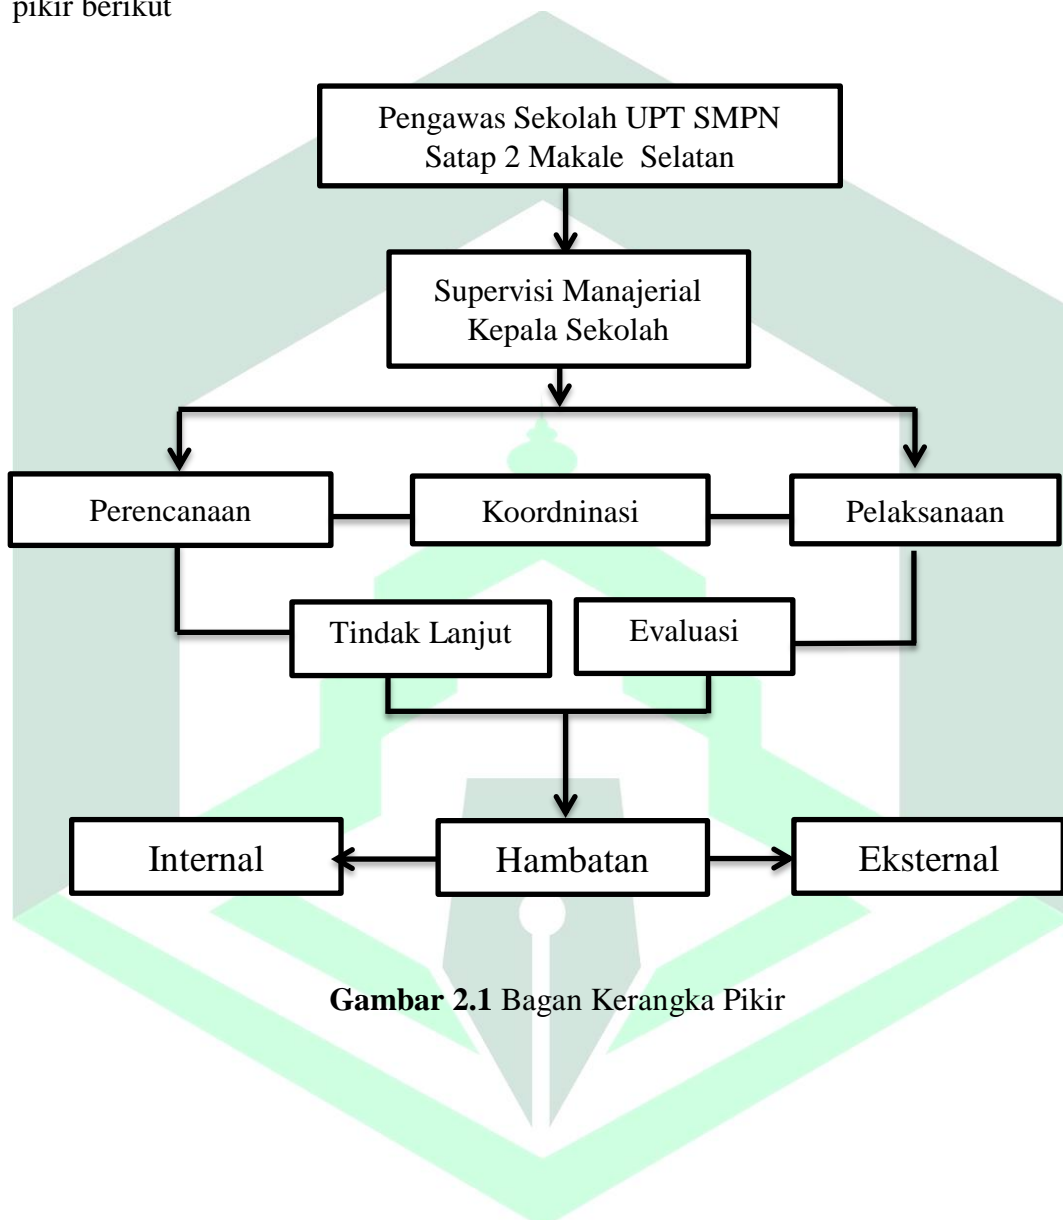 pikir berikut
Pengawas Sekolah UPT SMPN
Satap 2 Makale Selatan
Supervisi Manajerial
Kepala Sekolah
Perencanaan
Koordninasi
Pelaksanaan
Tindak Lanjut
Evaluasi
Internal
Hambatan
Eksternal
Gambar 2.1 Bagan Kerangka Pikir